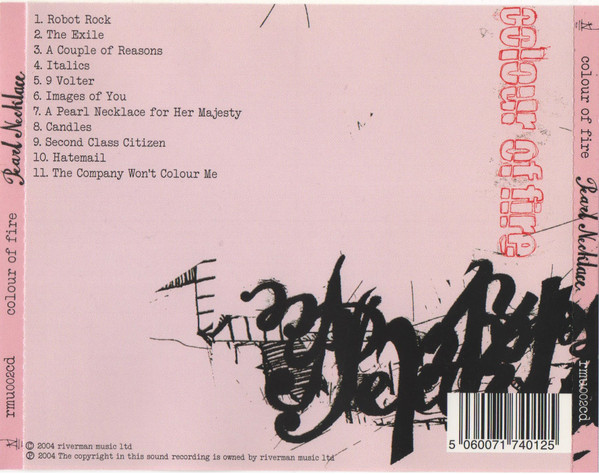 1. Robot Rock
2. The Exile
3. A Couple of Reasons
4. Italics
5. 9 Volter
6. Images of You
7. A Pearl Necklace for Her Majesty
8. Candles
9. Second Class Citizen
10. Hatemail
11. The Company Won't Colour Me
colour of fire
rmu002cd colour of fire Pearl Necklace
colour of fire Pearl Necklace rmu002cd
© 2004 riverman music ltd
℗ 2004 The copyright in this sound recording is owned by riverman music ltd
5 060071 740125